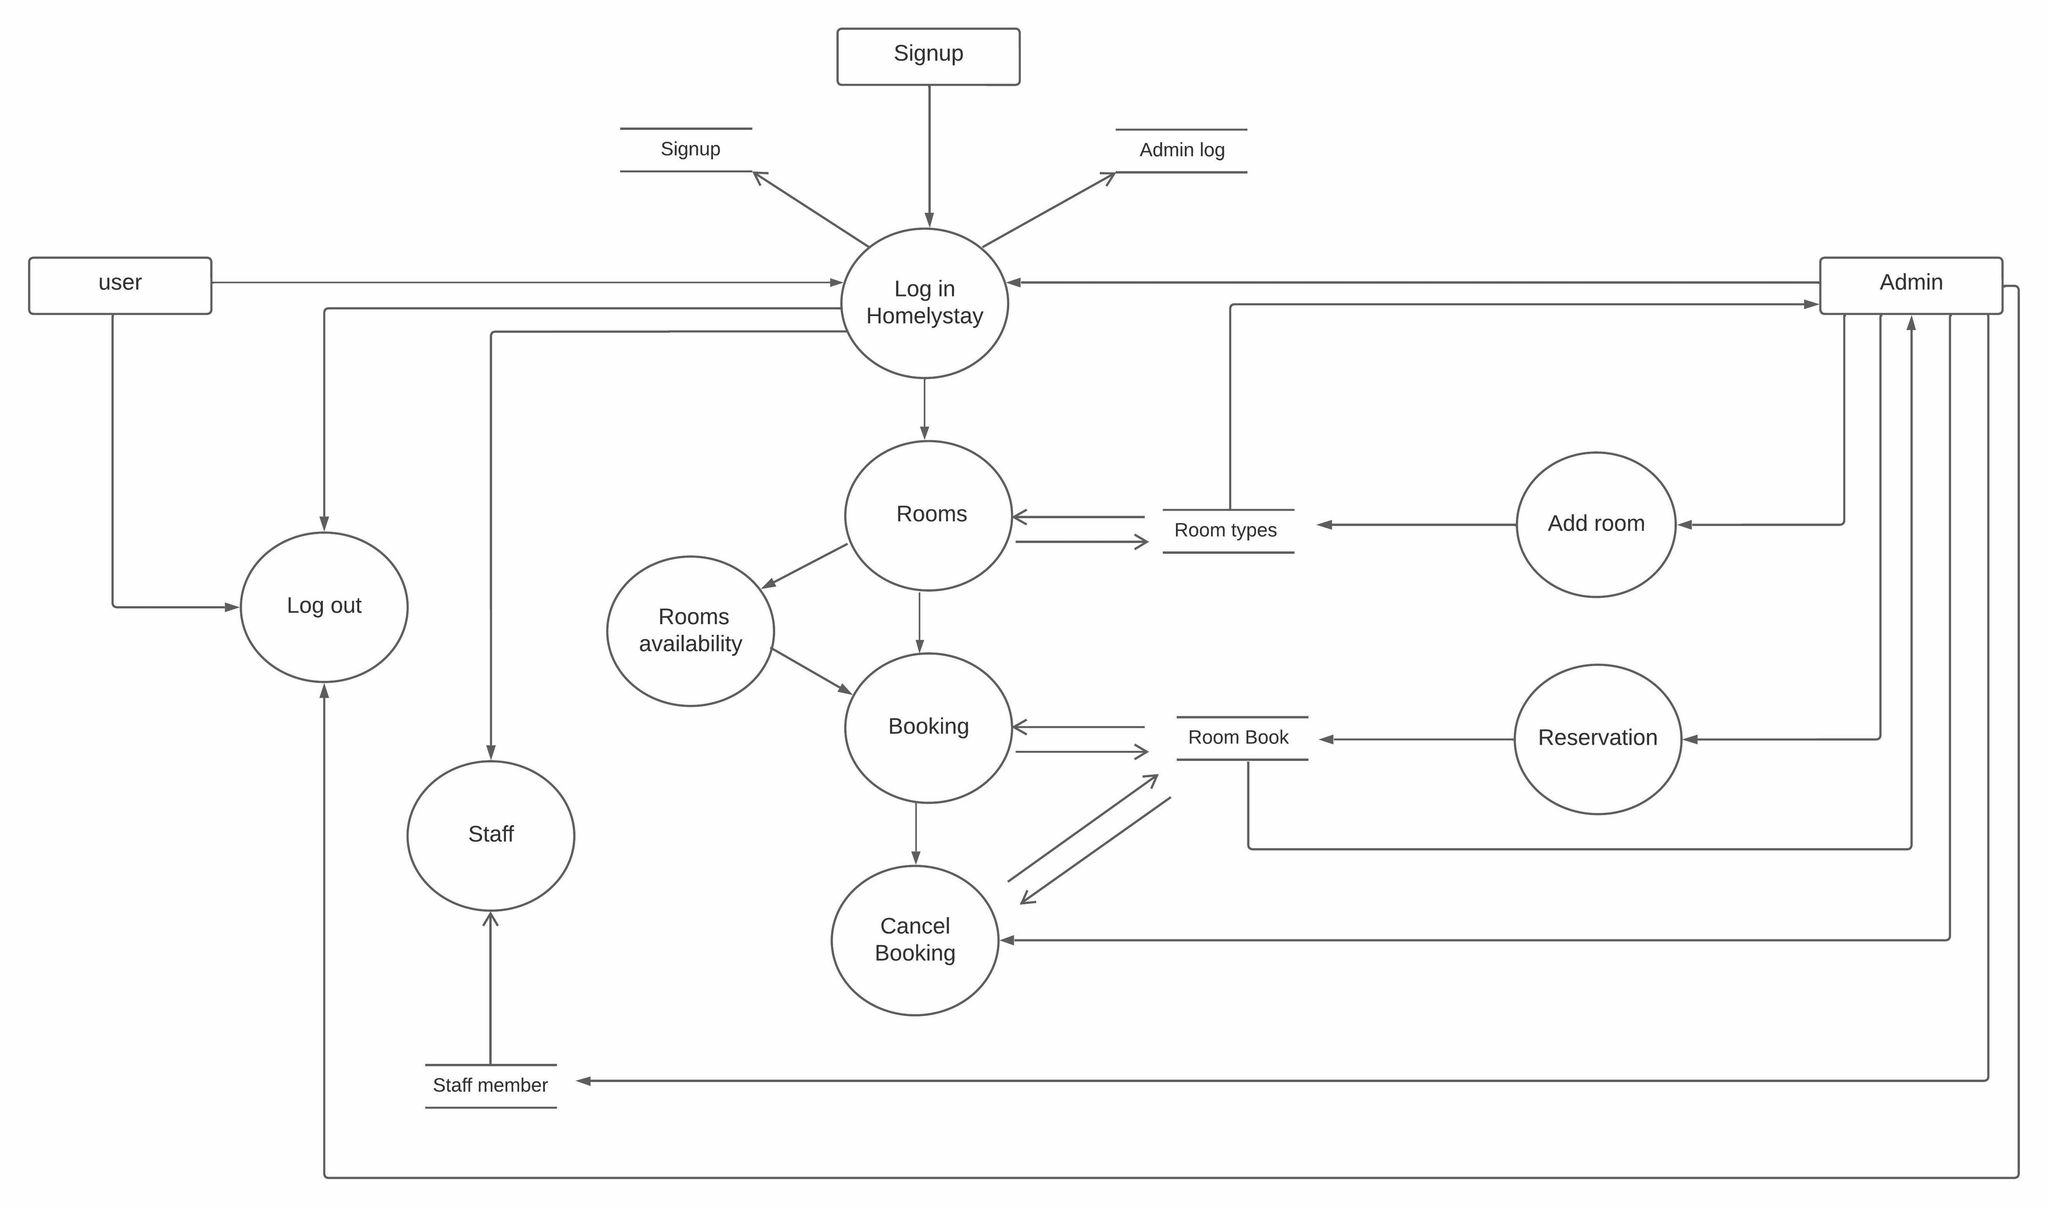 Signup
Signup
Admin log
user
Log in
Homelystay
Admin
Rooms
Room types
Add room
Log out
Rooms
availability
Booking
Room Book
Reservation
Staff
Cancel
Booking
Staff member